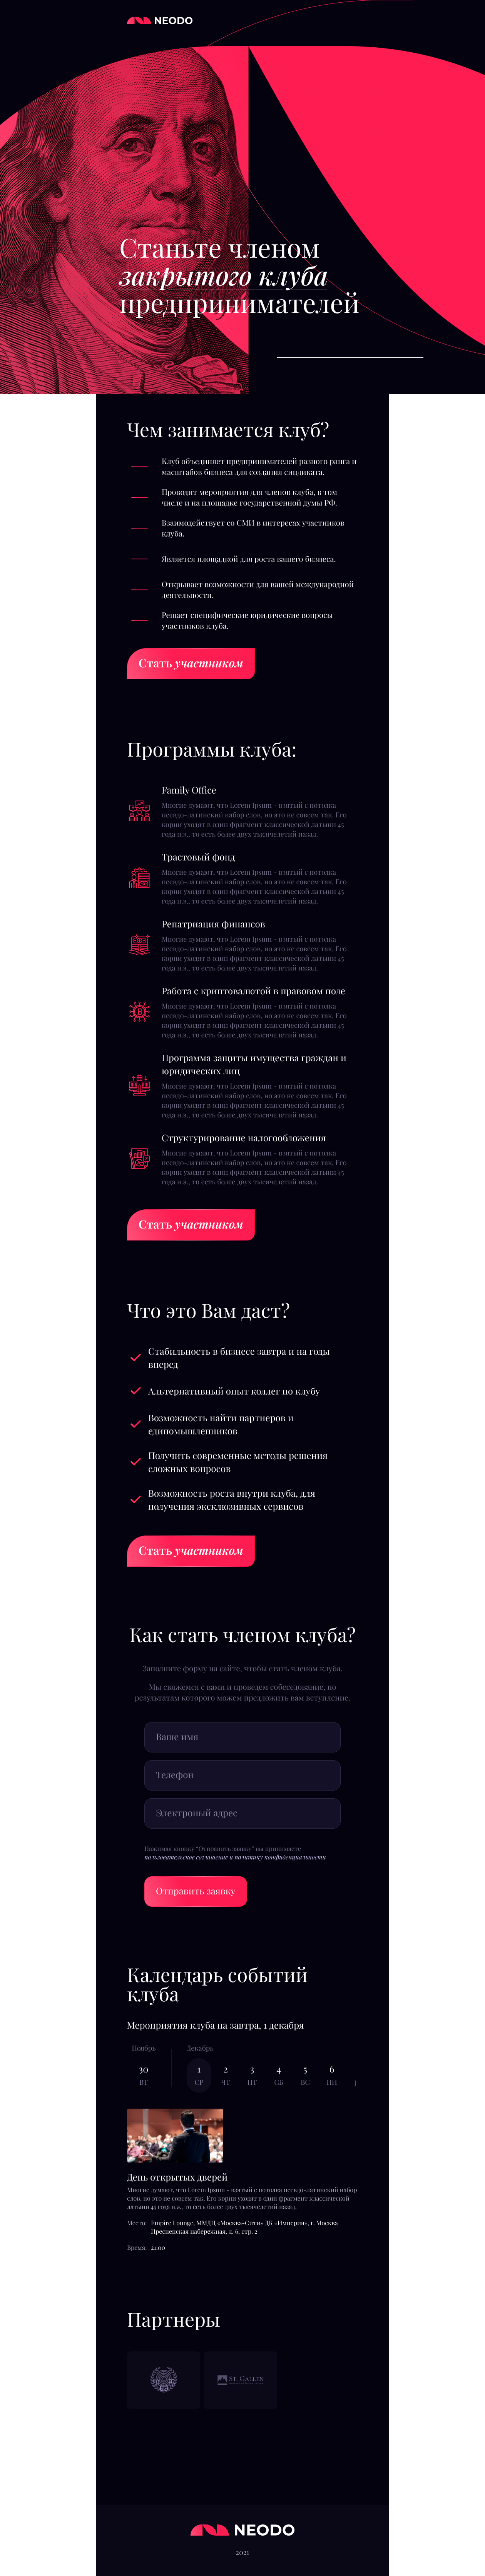 NEODO
Станьте членом
закрытого клуба
предпринимателей
Чем занимается клуб?
Клуб объединяет предпринимателей разного ранга и
масштабов бизнеса для создания синдиката.
Проводит мероприятия для членов клуба, в том
числе и на площадке государственной думы РФ.
Взаимодействует со СМИ в интересах участников
клуба.
Является площадкой для роста вашего бизнеса.
Открывает возможности для вашей международной
деятельности.
Решает специфические юридические вопросы
участников клуба.
Стать участником
Программы клуба:
Family Office
Многие думают, что Lorem Ipsum - взятый с потолка
псевдо-латинский набор слов, но это не совсем так. Его
корни уходят в один фрагмент классической латыни 45
года н.э., то есть более двух тысячелетий назад.
Трастовый фонд
Многие думают, что Lorem Ipsum - взятый с потолка
псевдо-латинский набор слов, но это не совсем так. Его
корни уходят в один фрагмент классической латыни 45
года н.э., то есть более двух тысячелетий назад.
Репатриация финансов
Многие думают, что Lorem Ipsum - взятый с потолка
псевдо-латинский набор слов, но это не совсем так. Его
корни уходят в один фрагмент классической латыни 45
года н.э., то есть более двух тысячелетий назад.
Работа с криптовалютой в правовом поле
Многие думают, что Lorem Ipsum - взятый с потолка
псевдо-латинский набор слов, но это не совсем так. Его
корни уходят в один фрагмент классической латыни 45
года н.э., то есть более двух тысячелетий назад.
Программа защиты имущества граждан и
юридических лиц
Многие думают, что Lorem Ipsum - взятый с потолка
псевдо-латинский набор слов, но это не совсем так. Его
корни уходят в один фрагмент классической латыни 45
года н.э., то есть более двух тысячелетий назад.
Структурирование налогообложения
Многие думают, что Lorem Ipsum - взятый с потолка
псевдо-латинский набор слов, но это не совсем так. Его
корни уходят в один фрагмент классической латыни 45
года н.э., то есть более двух тысячелетий назад.
Стать участником
Что это Вам даст?
Стабильность в бизнесе завтра и на годы
вперед
Альтернативный опыт коллег по клубу
Возможность найти партнеров и
единомышленников
Получить современные методы решения
сложных вопросов
Возможность роста внутри клуба, для
получения эксклюзивных сервисов
Стать участником
Как стать членом клуба?
Заполните форму на сайте, чтобы стать членом клуба.
Мы свяжемся с вами и проведем собеседование, по
результатам которого можем предложить вам вступление.
Ваше имя
Телефон
Электроный адрес
Нажимая кнопку "Отправить заявку" вы принимаете
пользовательское соглашение и политику конфиденциальности
Отправить заявку
Календарь событий
клуба
Мероприятия клуба на завтра, 1 декабря
Ноябрь Декабрь
30 1 2 3 4 5 6
ВТ СР ЧТ ПТ СБ ВС ПН
День открытых дверей
Многие думают, что Lorem Ipsum - взятый с потолка псевдо-латинский набор
слов, но это не совсем так. Его корни уходят в один фрагмент классической
латыни 45 года н.э., то есть более двух тысячелетий назад.
Место: Empire Lounge, ММДЦ «Москва-Сити» ДК «Империя», г. Москва
Пресненская набережная, д. 6, стр. 2
Время: 21:00
Партнеры
ST. GALLEN
NEODO
2021